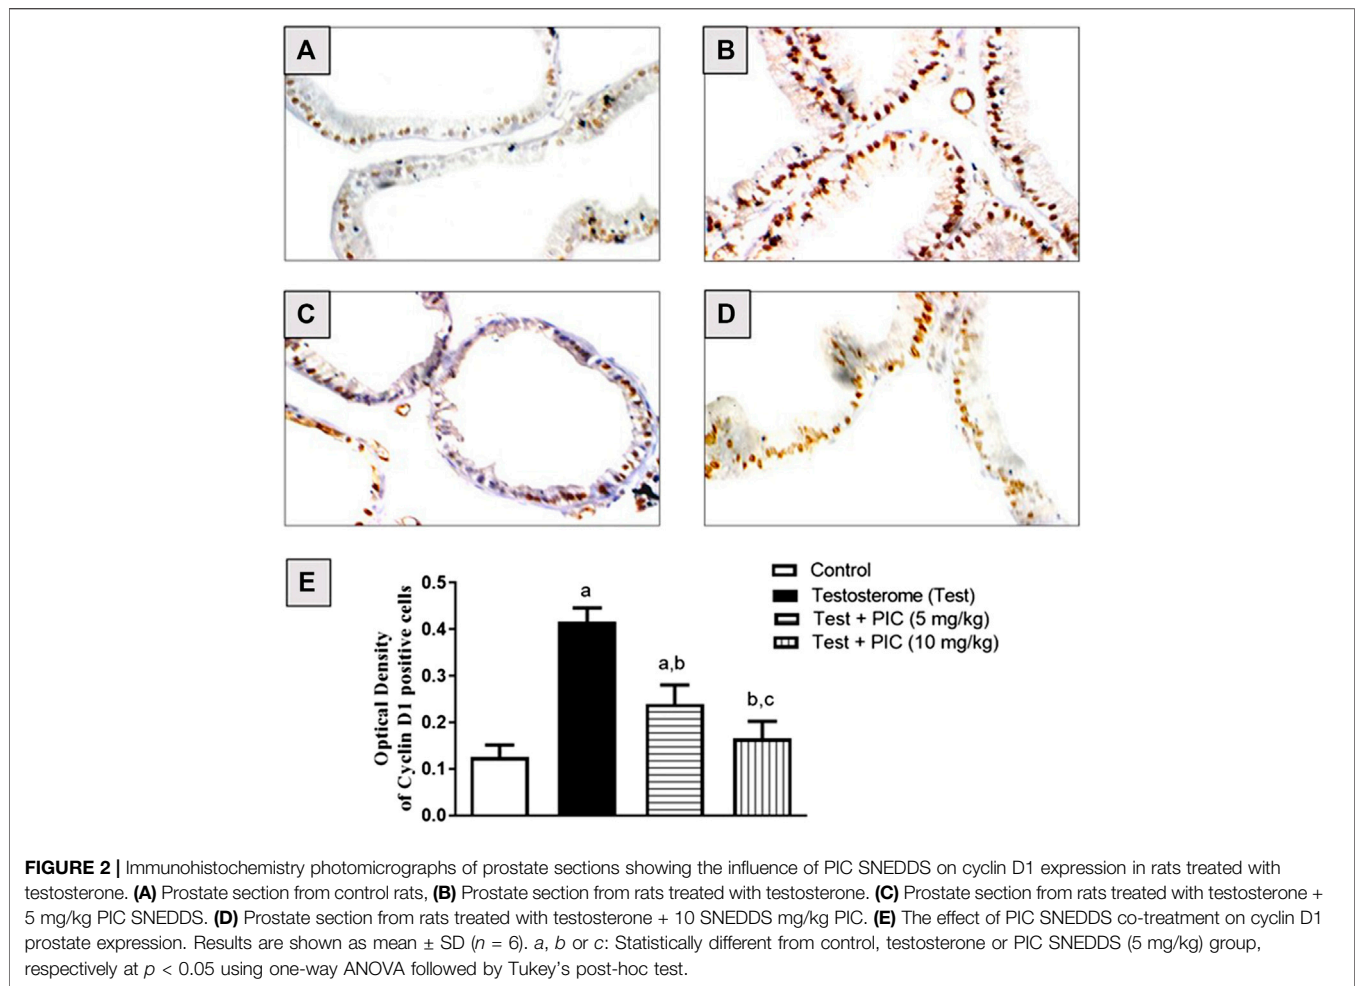 A
B
C
D
E
Control
Testosterome (Test)
Test + PIC (5 mg/kg)
Test + PIC (10 mg/kg)
Optical Density
of Cyclin D1 positive cells
0.5
0.4
0.3
0.2
0.1
0.0
a
a,b
b,c
FIGURE 2 | Immunohistochemistry photomicrographs of prostate sections showing the influence of PIC SNEDDS on cyclin D1 expression in rats treated with
testosterone. (A) Prostate section from control rats, (B) Prostate section from rats treated with testosterone. (C) Prostate section from rats treated with testosterone +
5 mg/kg PIC SNEDDS. (D) Prostate section from rats treated with testosterone + 10 SNEDDS mg/kg PIC. (E) The effect of PIC SNEDDS co-treatment on cyclin D1
prostate expression. Results are shown as mean ± SD (n = 6). a, b or c: Statistically different from control, testosterone or PIC SNEDDS (5 mg/kg) group,
respectively at p < 0.05 using one-way ANOVA followed by Tukey's post-hoc test.